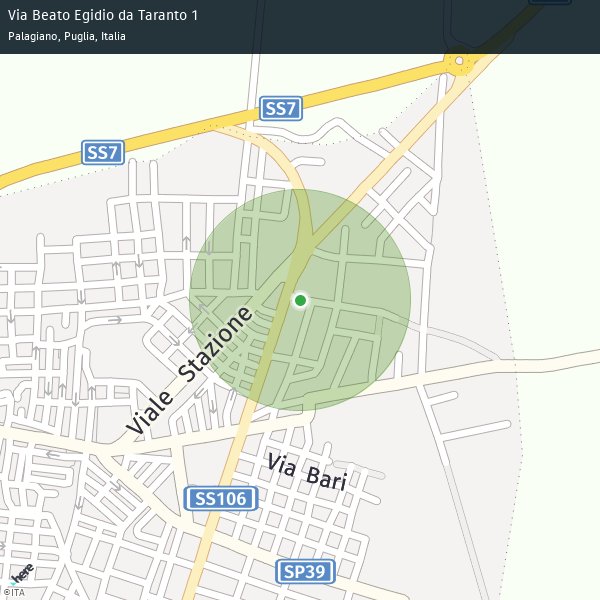 Via Beato Egidio da Taranto 1
Palagiano, Puglia, Italia
SS7
SS7
Viale Stazione
Via Bari
SS106
SP39
here
©ITA